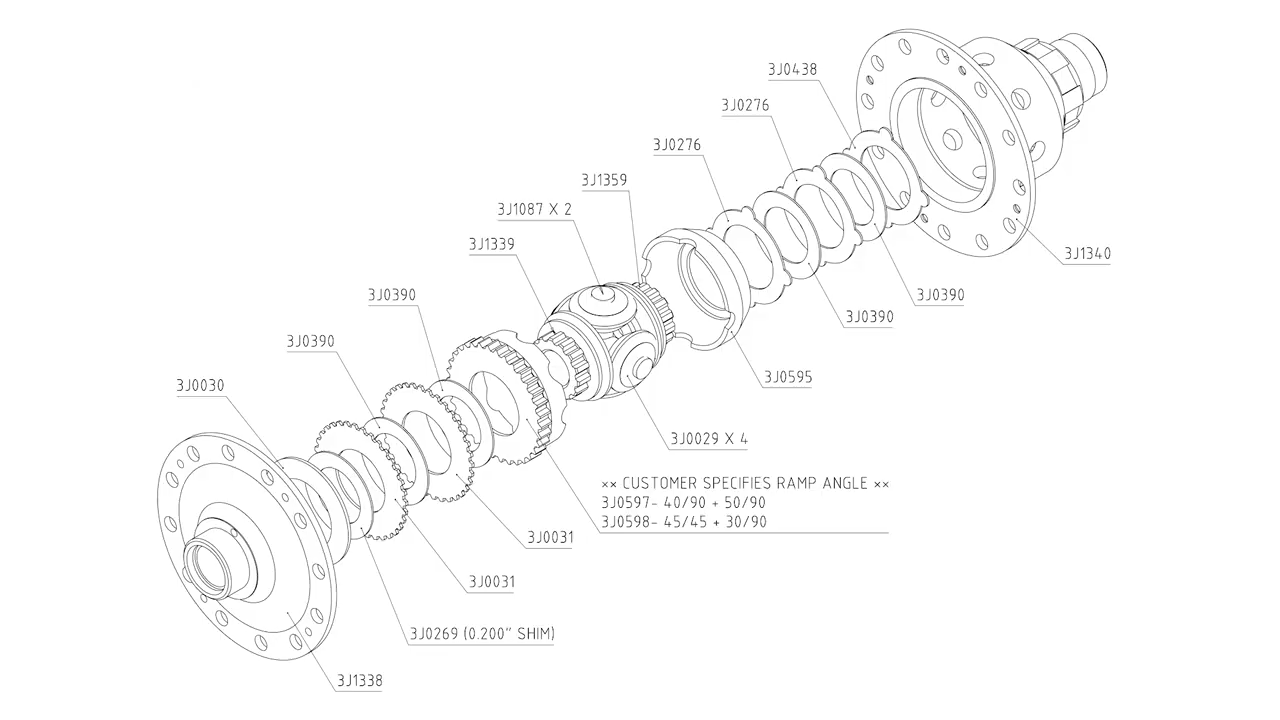 3J0438
3J0276
3J0276
3J1359
3J1087 X 2
3J1339
3J1340
3J0390
3J0390
3J0390
3J0390
3J0030
3J0595
3J0029 X 4
×× CUSTOMER SPECIFIES RAMP ANGLE ××
3J0597- 40/90 + 50/90
3J0598- 45/45 + 30/90
3J0031
3J0031
3J0269 (0.200" SHIM)
3J1338